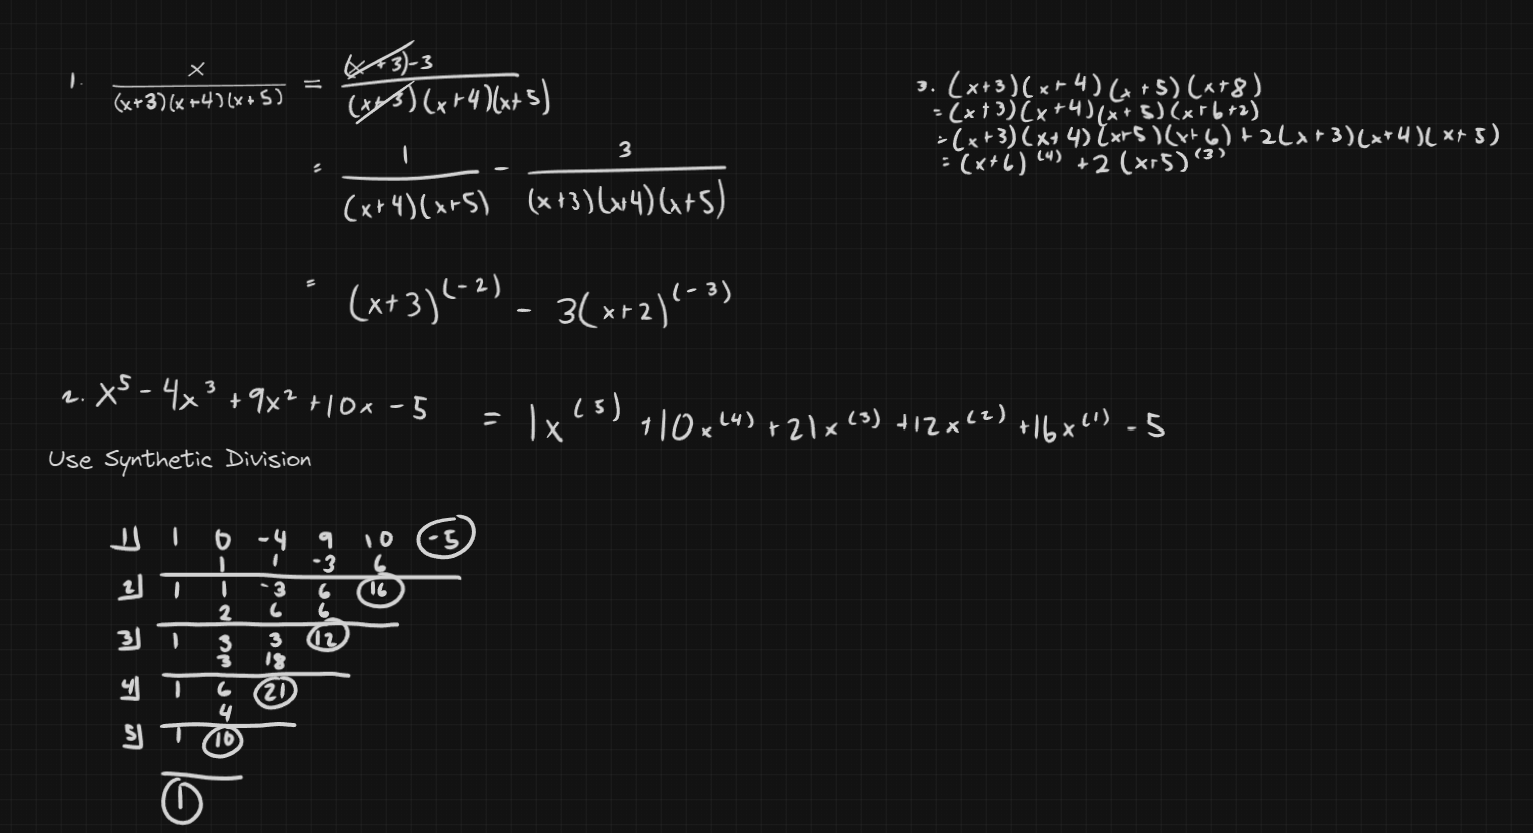 1. x/((x+3)(x+4)(x+5)) = ((x+3)-3)/((x+3)(x+4)(x+5))
= 1/((x+4)(x+5)) - 3/((x+3)(x+4)(x+5))
= (x+3)^(-2) - 3(x+2)^(-3)
2. x^5 - 4x^3 + 9x^2 + 10x - 5 = 1x^(5) + 10x^(4) + 21x^(3) + 12x^(2) + 16x^(1) - 5
Use Synthetic Division
1] 1 0 -4 9 10 -5
1 1 -3 6
2] 1 1 -3 6 16
2 6 6
3] 1 3 3 12
3 18
4] 1 6 21
4
5] 1 10
1
3. (x+3)(x+4)(x+5)(x+8)
= (x+3)(x+4)(x+5)(x+6+2)
= (x+3)(x+4)(x+5)(x+6) + 2(x+3)(x+4)(x+5)
= (x+6)^(4) + 2(x+5)^(3)